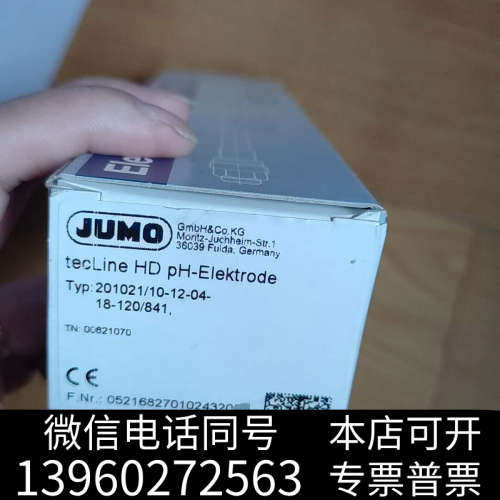 Ele
JUMO
GmbH&Co.KG
Moritz-Juchheim-Str.1
36039 Fulda, Germany
tecLine HD pH-Elektrode
Typ: 201021/10-12-04-
18-120/841,
TN: 00621070
CE
F.Nr.: 0521682701024320
微信电话同号 本店可开
13960272563 专票普票